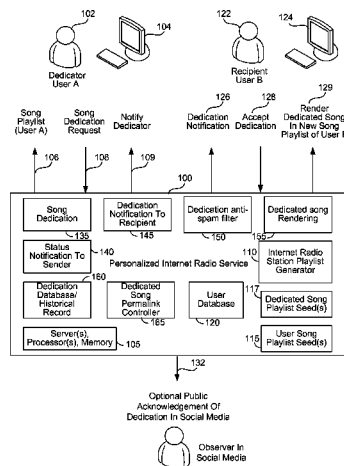 102
104
122
124
Dedicator
User A
Recipient
User B
126
128
129
Song
Playlist
(User A)
Song
Dedication
Request
Notify
Dedicator
Dedication
Notification
Accept
Dedication
Render
Dedicated Song
In New Song
Playlist of User B
106
108
109
100
Song
Dedication
135
Dedication
Notification To
Recipient
145
Dedication anti-
spam filter
150
Dedicated song
Rendering
155
Status
Notification To
Sender
140
Personalized Internet Radio Service
110
Internet Radio
Station Playlist
Generator
160
Dedication
Database/
Historical
Record
Dedicated
Song
Permalink
Controller
165
User
Database
120
117
Dedicated Song
Playlist Seed(s)
115
User Song
Playlist Seed(s)
Server(s),
Processor(s), Memory
105
132
Optional Public
Acknowledgement Of
Dedication In Social Media
Observer In
Social Media